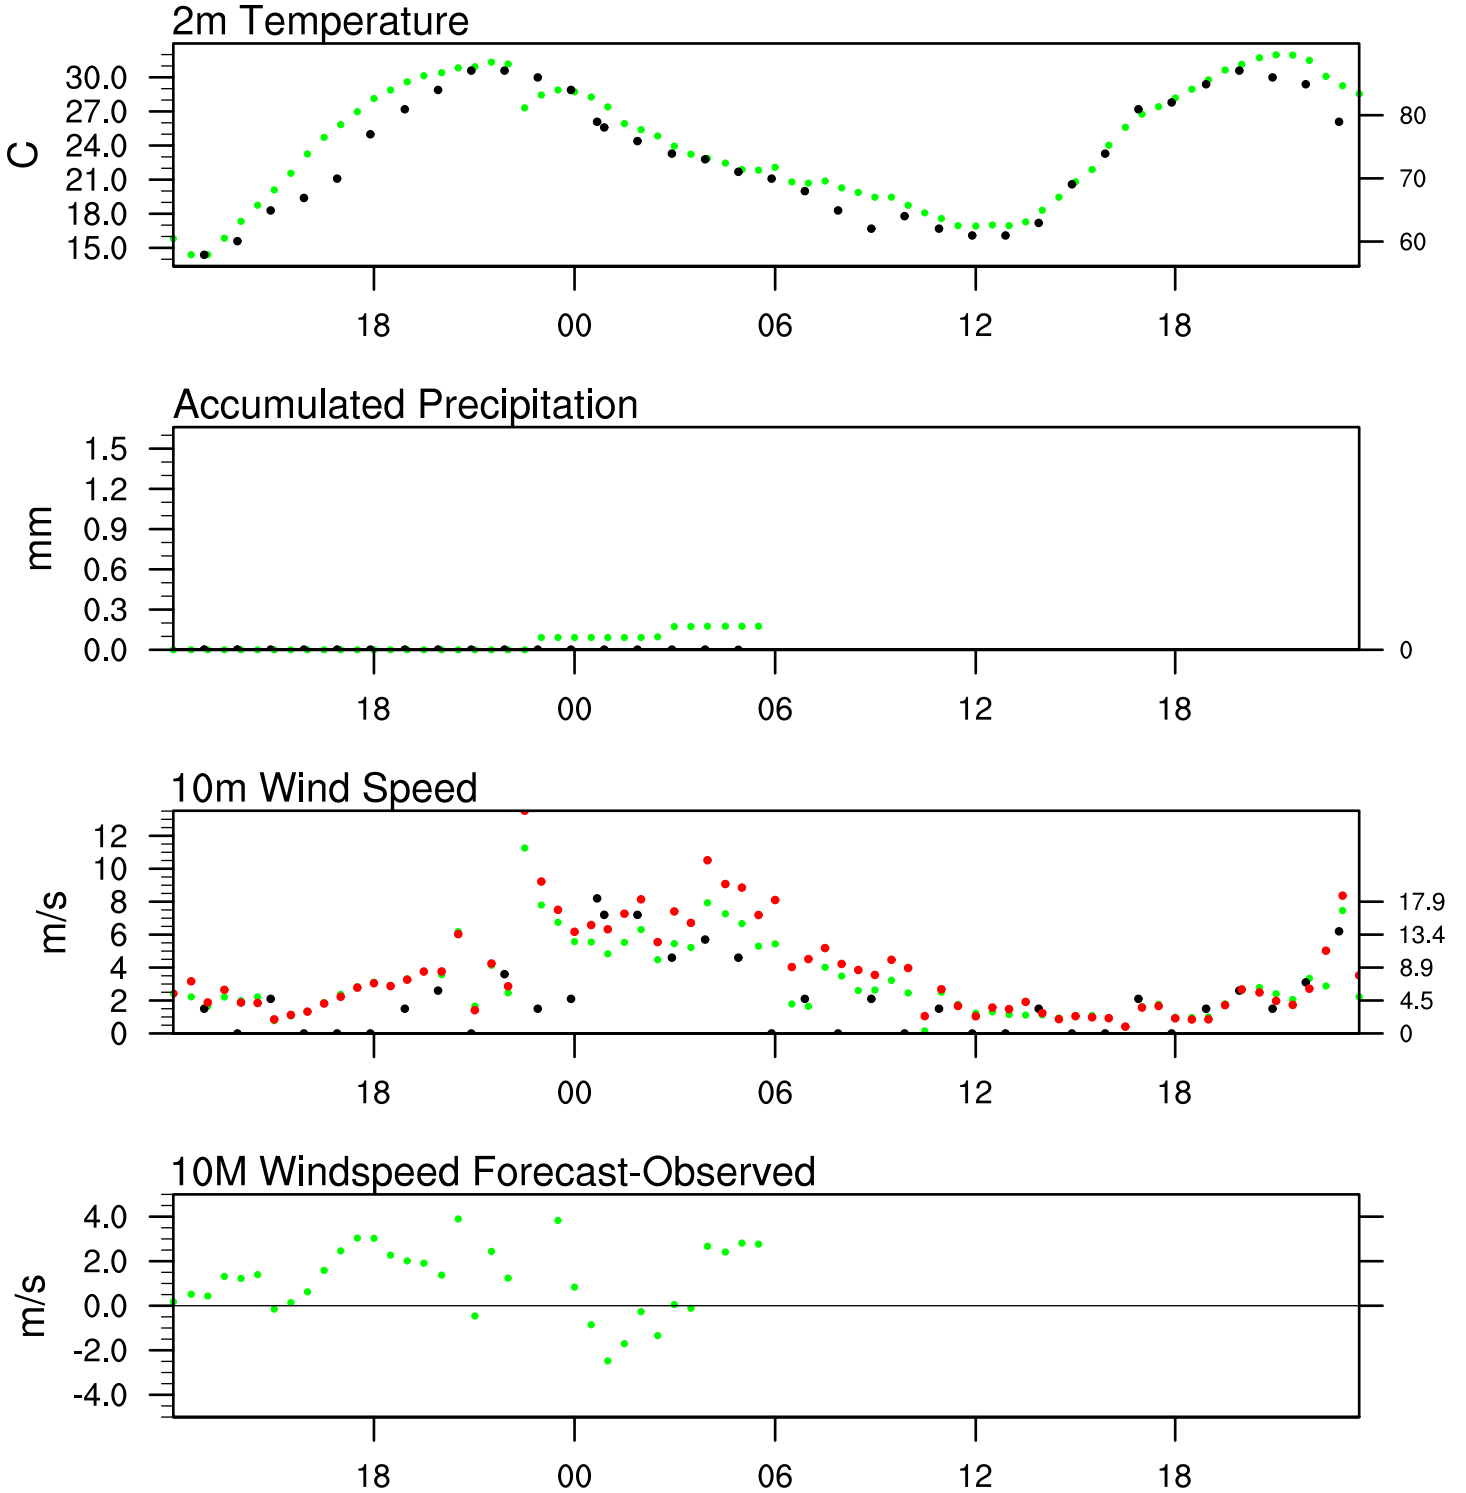 2m Temperature
30.0
27.0
24.0
21.0
18.0
15.0
C
80
70
60
18 00 06 12 18
Accumulated Precipitation
1.5
1.2
0.9
0.6
0.3
0.0
mm
0
18 00 06 12 18
10m Wind Speed
12
10
8
6
4
2
0
m/s
17.9
13.4
8.9
4.5
0
18 00 06 12 18
10M Windspeed Forecast-Observed
4.0
2.0
0.0
-2.0
-4.0
m/s
18 00 06 12 18